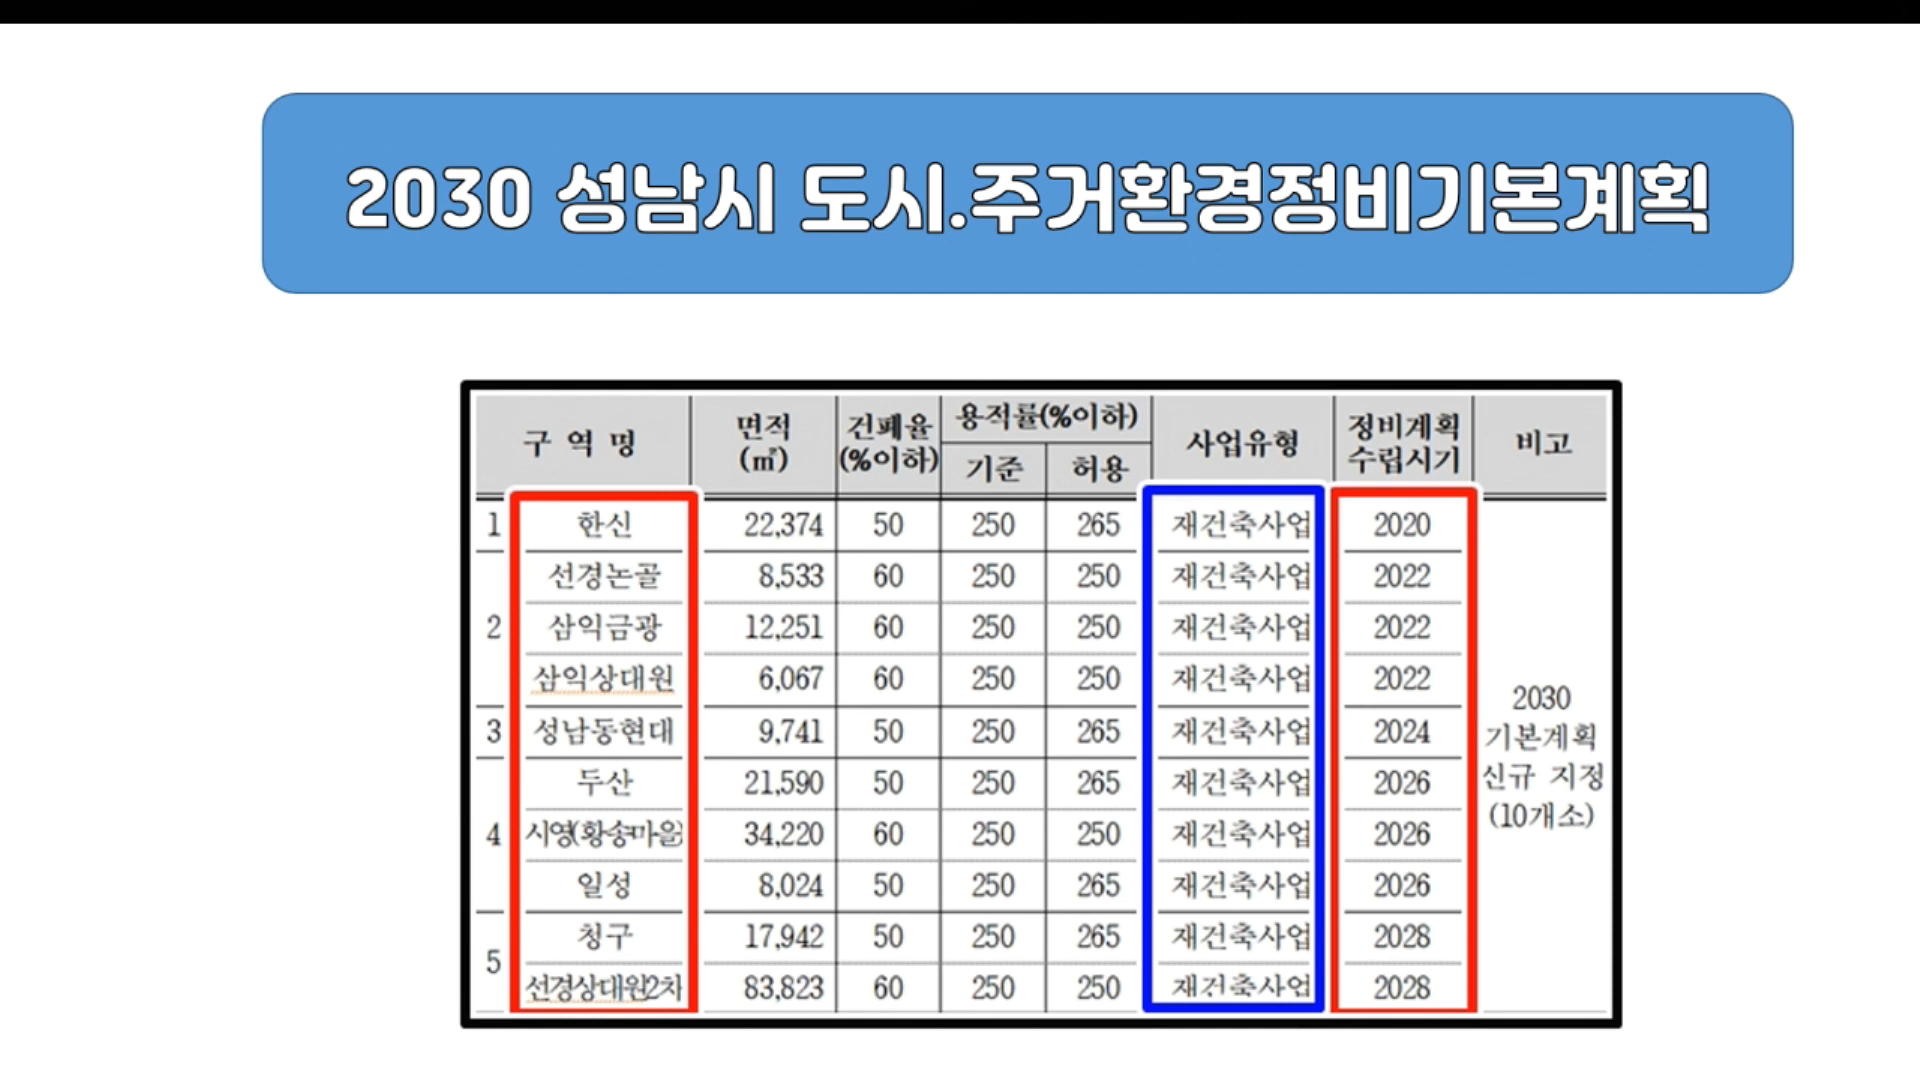 2030 성남시 도시.주거환경정비기본계획
구 역 명 면적 (㎡) 건폐율 (%이하) 용적률(%이하) 기준 허용 사업유형 정비계획 수립시기 비고
1 한신 22,374 50 250 265 재건축사업 2020
2 선경논골 8,533 60 250 250 재건축사업 2022
삼익금광 12,251 60 250 250 재건축사업 2022
삼익상대원 6,067 60 250 250 재건축사업 2022
3 성남동현대 9,741 50 250 265 재건축사업 2024
4 두산 21,590 50 250 265 재건축사업 2026
시영(황송마을) 34,220 60 250 250 재건축사업 2026
일성 8,024 50 250 265 재건축사업 2026
5 청구 17,942 50 250 265 재건축사업 2028
선경상대원2차 83,823 60 250 250 재건축사업 2028
2030
기본계획
신규 지정
(10개소)